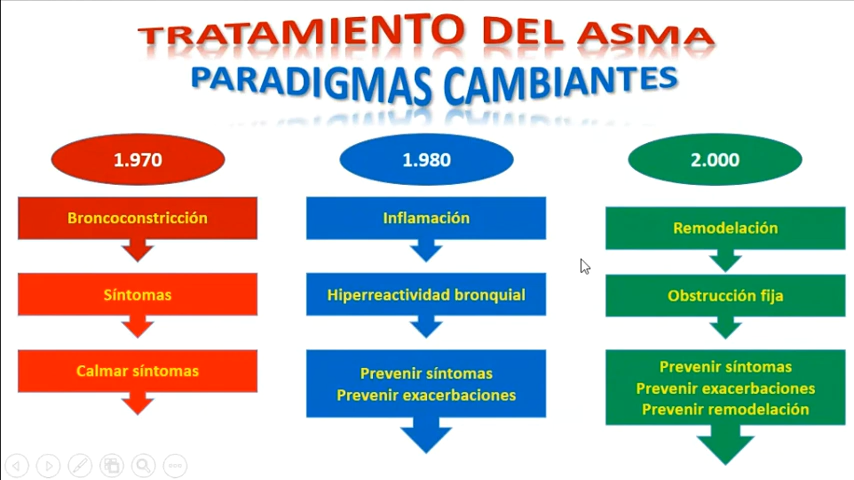 TRATAMIENTO DEL ASMA
PARADIGMAS CAMBIANTES
1.970
Broncoconstricción
Síntomas
Calmar síntomas
1.980
Inflamación
Hiperreactividad bronquial
Prevenir síntomas
Prevenir exacerbaciones
2.000
Remodelación
Obstrucción fija
Prevenir síntomas
Prevenir exacerbaciones
Prevenir remodelación